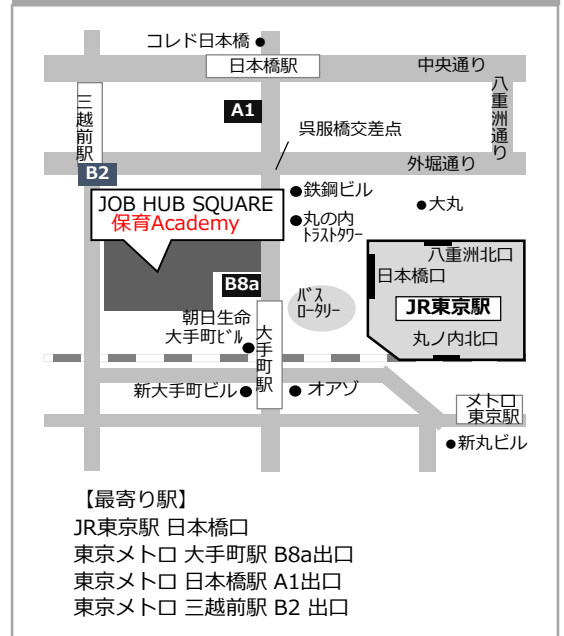 コレド日本橋
日本橋駅
中央通り
八重洲通り
三越前駅
A1
呉服橋交差点
外堀通り
B2
JOB HUB SQUARE
保育Academy
鉄鋼ビル
丸の内
トラストタワー
大丸
八重洲北口
日本橋口
JR東京駅
丸ノ内北口
B8a
バス
ロータリー
朝日生命
大手町ビル
大手町駅
新大手町ビル
オアゾ
メトロ
東京駅
新丸ビル
【最寄り駅】
JR東京駅 日本橋口
東京メトロ 大手町駅 B8a出口
東京メトロ 日本橋駅 A1出口
東京メトロ 三越前駅 B2 出口